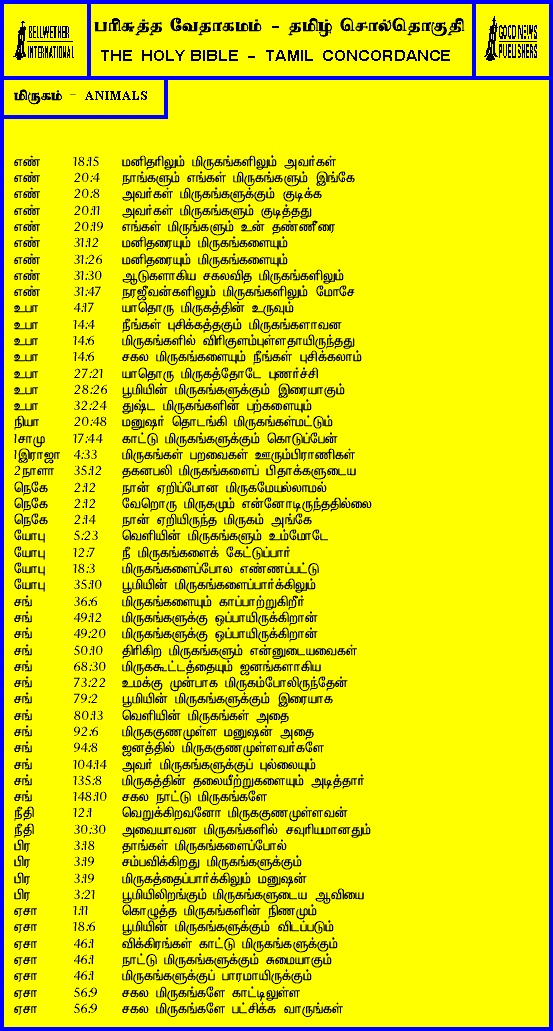 BELLWETHER INTERNATIONAL
பரிசுத்த வேதாகமம் - தமிழ் சொல்தொகுதி
THE HOLY BIBLE - TAMIL CONCORDANCE
GOOD NEWS PUBLISHERS
மிருகம் - ANIMALS
எண் 18:15 மனிதரிலும் மிருகங்களிலும் அவர்கள்
எண் 20:4 நாங்களும் எங்கள் மிருகங்களும் இங்கே
எண் 20:8 அவர்கள் மிருகங்களுக்கும் குடிக்க
எண் 20:11 அவர்கள் மிருகங்களும் குடித்தது
எண் 20:19 எங்கள் மிருங்களும் உன் தண்ணீரை
எண் 31:12 மனிதரையும் மிருகங்களையும்
எண் 31:26 மனிதரையும் மிருகங்களையும்
எண் 31:30 ஆடுகளாகிய சகலவித மிருகங்களிலும்
எண் 31:47 நரஜீவன்களிலும் மிருகங்களிலும் மோசே
உபா 4:17 யாதொரு மிருகத்தின் உருவும்
உபா 14:4 நீங்கள் புசிக்கத்தகும் மிருகங்களாவன
உபா 14:6 மிருகங்களில் விரிகுளம்புள்ளதாயிருந்தது
உபா 14:6 சகல மிருகங்களையும் நீங்கள் புசிக்கலாம்
உபா 27:21 யாதொரு மிருகத்தோடே புணர்ச்சி
உபா 28:26 பூமியின் மிருகங்களுக்கும் இரையாகும்
உபா 32:24 துஷ்ட மிருகங்களின் பற்களையும்
நியா 20:48 மனுஷர் தொடங்கி மிருகங்கள்மட்டும்
1சாமு 17:44 காட்டு மிருகங்களுக்கும் கொடுப்பேன்
1இராஜா 4:33 மிருகங்கள் பறவைகள் ஊரும்பிராணிகள்
2நாளா 35:12 தகனபலி மிருகங்களைப் பிதாக்களுடைய
நெகே 2:12 நான் ஏறிப்போன மிருகமேயல்லாமல்
நெகே 2:12 வேறொரு மிருகமும் என்னோடிருந்ததில்லை
நெகே 2:14 நான் ஏறியிருந்த மிருகம் அங்கே
யோபு 5:23 வெளியின் மிருகங்களும் உம்மோடே
யோபு 12:7 நீ மிருகங்களைக் கேட்டுப்பார்
யோபு 18:3 மிருகங்களைப்போல எண்ணப்பட்டு
யோபு 35:10 பூமியின் மிருகங்களைப்பார்க்கிலும்
சங் 36:6 மிருகங்களையும் காப்பாற்றுகிறீர்
சங் 49:12 மிருகங்களுக்கு ஒப்பாயிருக்கிறான்
சங் 49:20 மிருகங்களுக்கு ஒப்பாயிருக்கிறான்
சங் 50:10 திரிகிற மிருகங்களும் என்னுடையவைகள்
சங் 68:30 மிருககூட்டத்தையும் ஜனங்களாகிய
சங் 73:22 உமக்கு முன்பாக மிருகம்போலிருந்தேன்
சங் 79:2 பூமியின் மிருகங்களுக்கும் இரையாக
சங் 80:13 வெளியின் மிருகங்கள் அதை
சங் 92:6 மிருககுணமுள்ள மனுஷன் அதை
சங் 94:8 ஜனத்தில் மிருககுணமுள்ளவர்களே
சங் 104:14 அவர் மிருகங்களுக்குப் புல்லையும்
சங் 135:8 மிருகத்தின் தலையீற்றுகளையும் அடித்தார்
சங் 148:10 சகல நாட்டு மிருகங்களே
நீதி 12:1 வெறுக்கிறவனோ மிருககுணமுள்ளவன்
நீதி 30:30 அவையாவன மிருகங்களில் சவுரியமானதும்
பிர 3:18 தாங்கள் மிருகங்களைப்போல்
பிர 3:19 சம்பவிக்கிறது மிருகங்களுக்கும்
பிர 3:19 மிருகத்தைப்பார்க்கிலும் மனுஷன்
பிர 3:21 பூமியிலிறங்கும் மிருகங்களுடைய ஆவியை
ஏசா 1:11 கொழுத்த மிருகங்களின் நிணமும்
ஏசா 18:6 பூமியின் மிருகங்களுக்கும் விடப்படும்
ஏசா 46:1 விக்கிரங்கள் காட்டு மிருகங்களுக்கும்
ஏசா 46:1 நாட்டு மிருகங்களுக்கும் சுமையாகும்
ஏசா 46:1 மிருகங்களுக்குப் பாரமாயிருக்கும்
ஏசா 56:9 சகல மிருகங்களே காட்டிலுள்ள
ஏசா 56:9 சகல மிருகங்களே பட்சிக்க வாருங்கள்